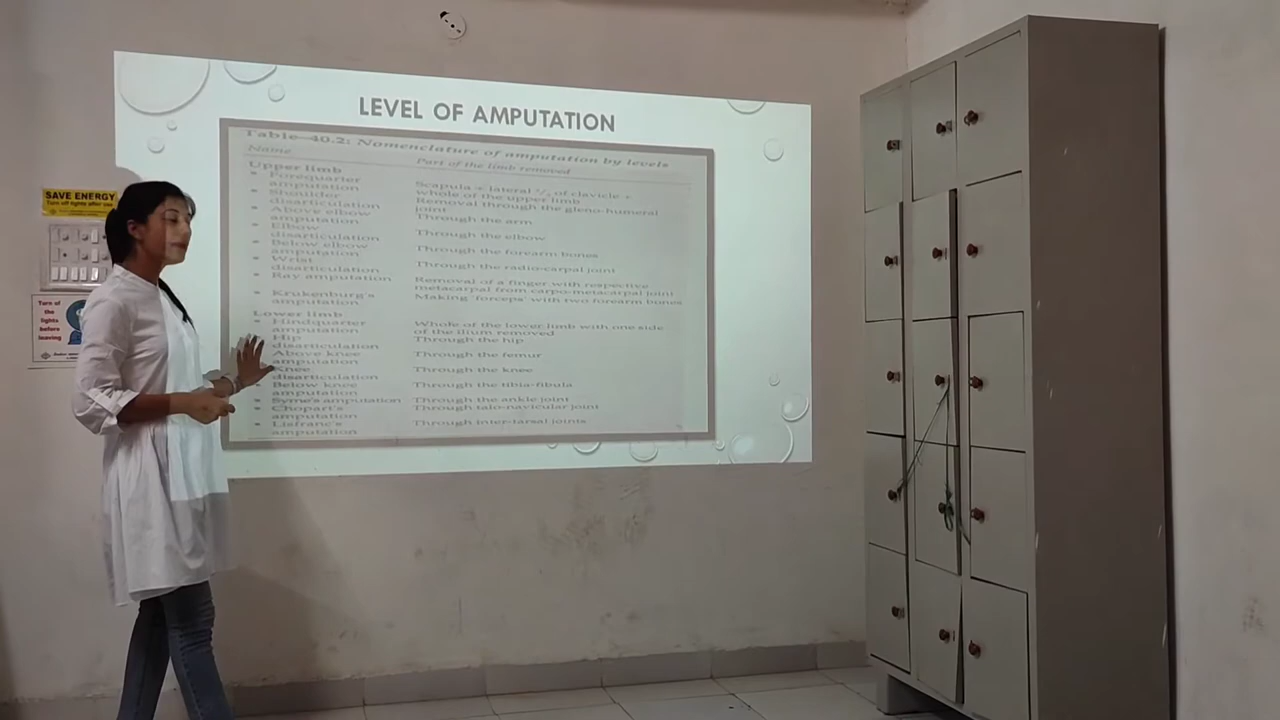 LEVEL OF AMPUTATION
Table—40.2: Nomenclature of amputation by levels
Name Part of the limb removed
Upper limb
• Forequarter amputation Scapula + lateral ²/₃ of clavicle + whole of the upper limb
• Shoulder disarticulation Removal through the gleno-humeral joint
• Above elbow amputation Through the arm
• Elbow disarticulation Through the elbow
• Below elbow amputation Through the forearm bones
• Wrist disarticulation Through the radio-carpal joint
• Ray amputation Removal of a finger with respective metacarpal from carpo-metacarpal joint
• Krukenburg's amputation Making 'forceps' with two forearm bones
Lower limb
• Hindquarter amputation Whole of the lower limb with one side of the ilium removed
• Hip disarticulation Through the hip
• Above knee amputation Through the femur
• Knee disarticulation Through the knee
• Below knee amputation Through the tibia-fibula
• Syme's amputation Through the ankle joint
• Chopart's amputation Through talo-navicular joint
• Lisfranc's amputation Through inter-tarsal joints
SAVE ENERGY
Turn off lights after you
Turn of
the
lights
before
leaving